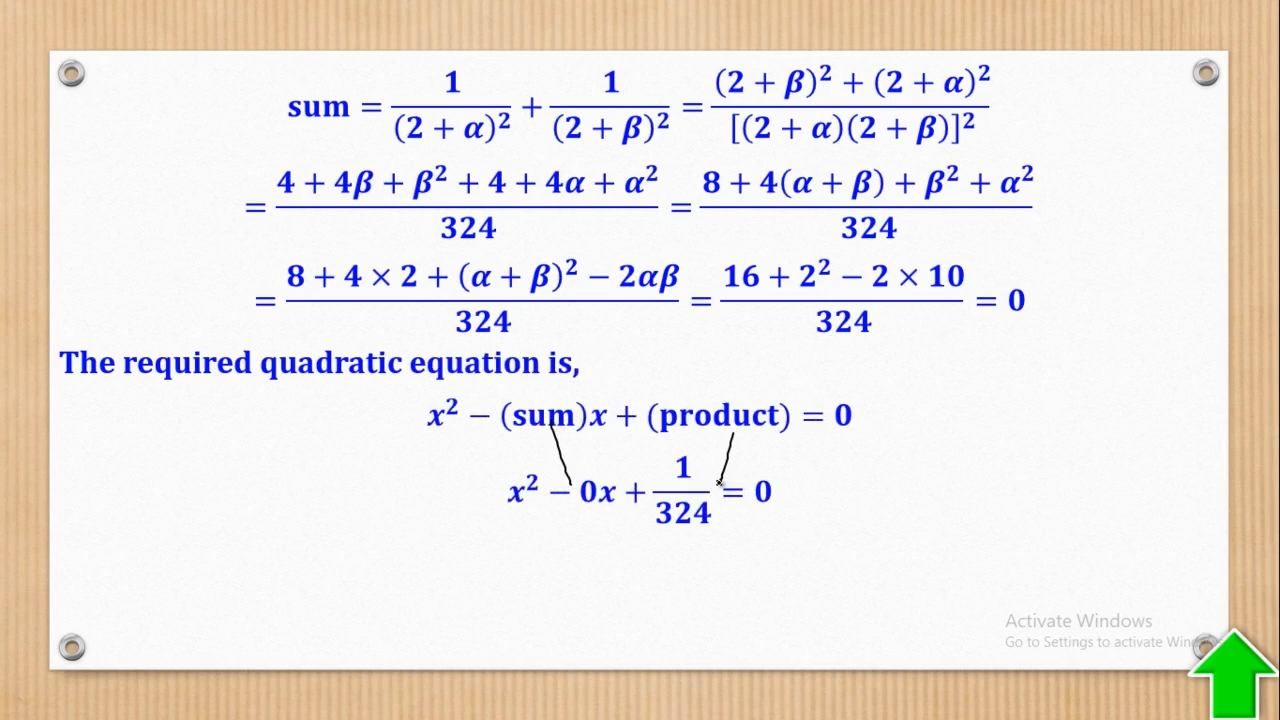 sum = 1/(2 + α)² + 1/(2 + β)² = ((2 + β)² + (2 + α)²)/[(2 + α)(2 + β)]²
= (4 + 4β + β² + 4 + 4α + α²)/324 = (8 + 4(α + β) + β² + α²)/324
= (8 + 4 × 2 + (α + β)² − 2αβ)/324 = (16 + 2² − 2 × 10)/324 = 0
The required quadratic equation is,
x² − (sum)x + (product) = 0
x² − 0x + 1/324 = 0
Activate Windows
Go to Settings to activate Win